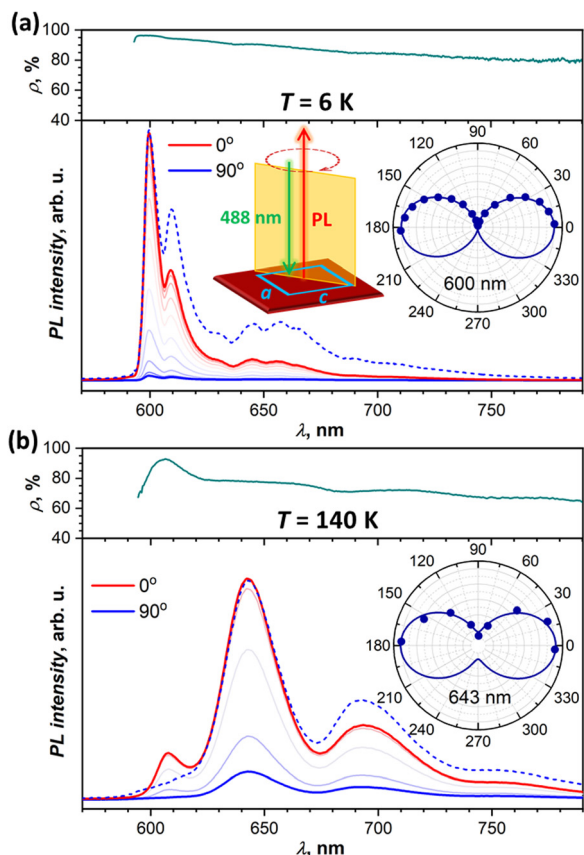 (a)
100
80
60
40
ρ, %
T = 6 K
0°
90°
488 nm
PL
a
c
90
120
60
150
30
180
0
210
330
240
300
270
600 nm
PL intensity, arb. u.
600
650
700
750
λ, nm
(b)
100
80
60
40
ρ, %
T = 140 K
0°
90°
90
120
60
150
30
180
0
210
330
240
300
270
643 nm
PL intensity, arb. u.
600
650
700
750
λ, nm